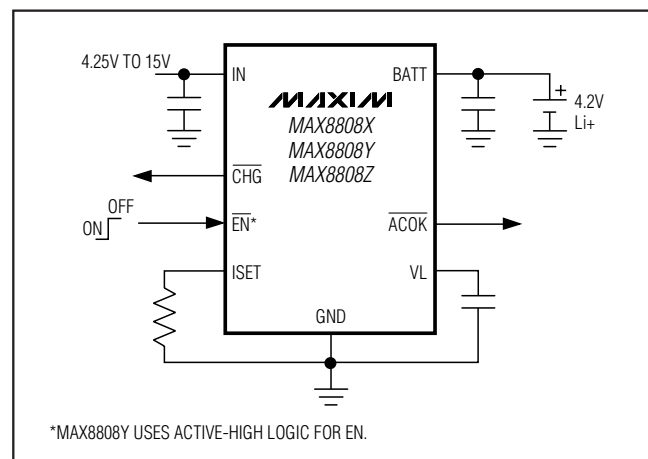 4.25V TO 15V
IN
BATT
MAXIM
MAX8808X
MAX8808Y
MAX8808Z
+
4.2V
Li+
CHG
OFF
ON
EN*
ACOK
ISET
VL
GND
*MAX8808Y USES ACTIVE-HIGH LOGIC FOR EN.